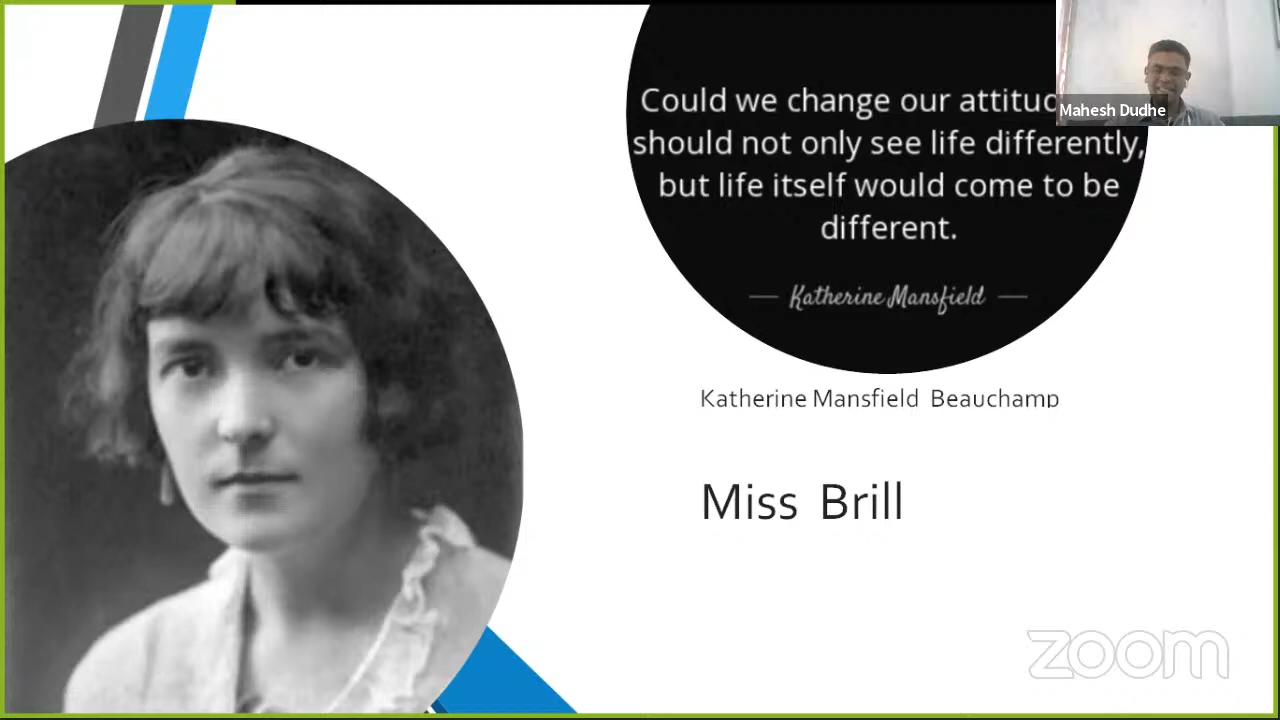 Could we change our
should not only see life differently,
but life itself would come to be
different.
Katherine Mansfield
Mahesh Dudhe
Katherine Mansfield Beauchamp
Miss Brill
zoom